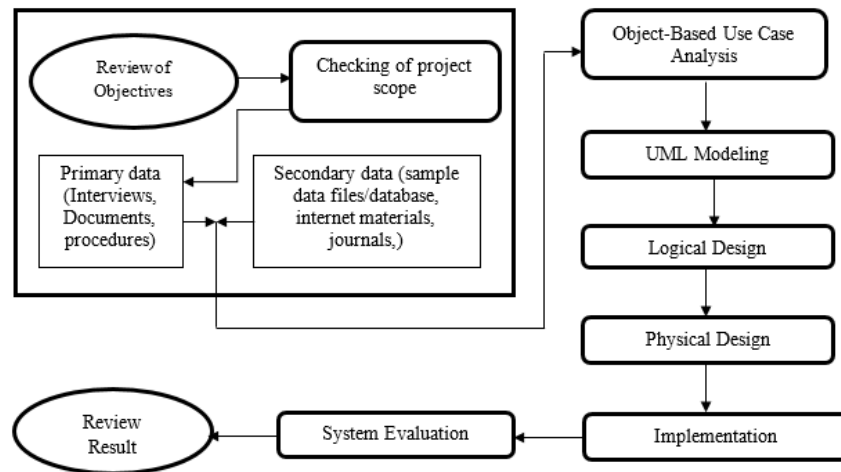 Review of
Objectives
Checking of project
scope
Primary data
(Interviews,
Documents,
procedures)
Secondary data (sample
data files/database,
internet materials,
journals,)
Object-Based Use Case
Analysis
UML Modeling
Logical Design
Physical Design
Implementation
System Evaluation
Review
Result